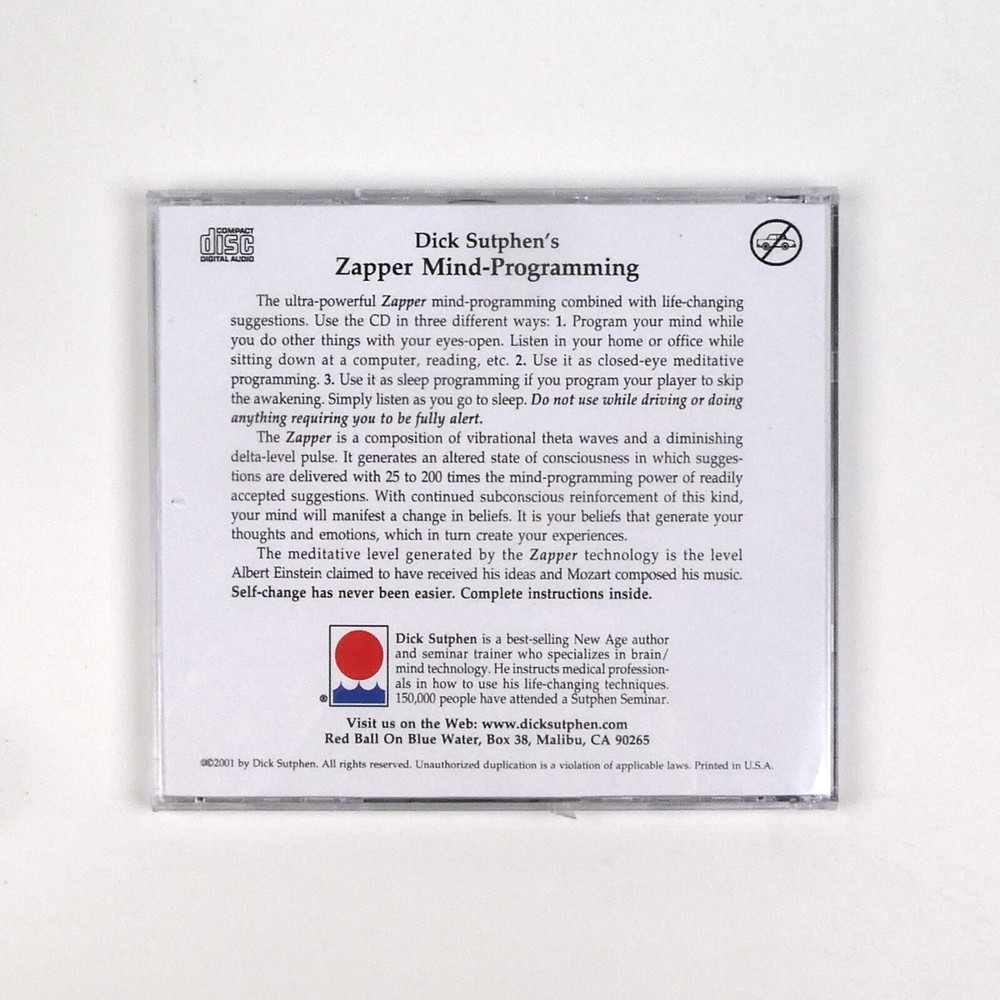 COMPACT
disc
DIGITAL AUDIO
Dick Sutphen's
Zapper Mind-Programming
The ultra-powerful Zapper mind-programming combined with life-changing
suggestions. Use the CD in three different ways: 1. Program your mind while
you do other things with your eyes-open. Listen in your home or office while
sitting down at a computer, reading, etc. 2. Use it as closed-eye meditative
programming. 3. Use it as sleep programming if you program your player to skip
the awakening. Simply listen as you go to sleep. Do not use while driving or doing
anything requiring you to be fully alert.
The Zapper is a composition of vibrational theta waves and a diminishing
delta-level pulse. It generates an altered state of consciousness in which sugges-
tions are delivered with 25 to 200 times the mind-programming power of readily
accepted suggestions. With continued subconscious reinforcement of this kind,
your mind will manifest a change in beliefs. It is your beliefs that generate your
thoughts and emotions, which in turn create your experiences.
The meditative level generated by the Zapper technology is the level
Albert Einstein claimed to have received his ideas and Mozart composed his music.
Self-change has never been easier. Complete instructions inside.
®
Dick Sutphen is a best-selling New Age author
and seminar trainer who specializes in brain/
mind technology. He instructs medical profession-
als in how to use his life-changing techniques.
150,000 people have attended a Sutphen Seminar.
Visit us on the Web: www.dicksutphen.com
Red Ball On Blue Water, Box 38, Malibu, CA 90265
℗©2001 by Dick Sutphen. All rights reserved. Unauthorized duplication is a violation of applicable laws. Printed in U.S.A.